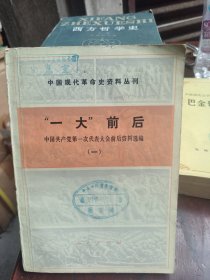 XIFANG
ZHEXUESHI
西方哲学史
中国现代革命史资料丛刊
“一大”前后
中国共产党第一次代表大会前后资料选编
(一)
巴金